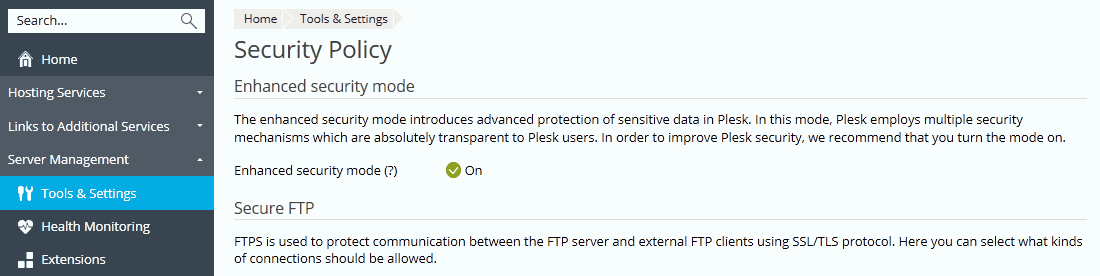 Search...
Home
Hosting Services
Links to Additional Services
Server Management
Tools & Settings
Health Monitoring
Extensions
Home Tools & Settings
Security Policy
Enhanced security mode
The enhanced security mode introduces advanced protection of sensitive data in Plesk. In this mode, Plesk employs multiple security
mechanisms which are absolutely transparent to Plesk users. In order to improve Plesk security, we recommend that you turn the mode on.
Enhanced security mode (?) On
Secure FTP
FTPS is used to protect communication between the FTP server and external FTP clients using SSL/TLS protocol. Here you can select what kinds
of connections should be allowed.